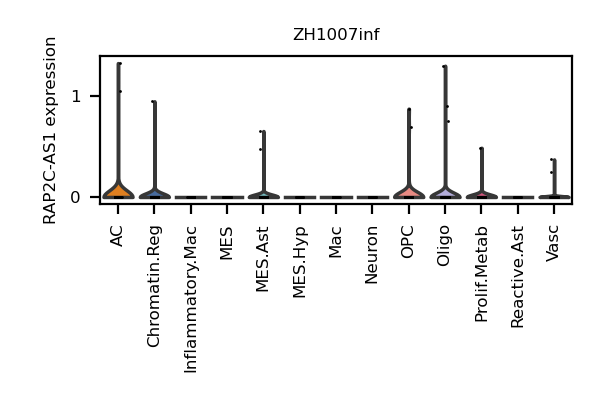 ZH1007inf
RAP2C-AS1 expression
1
0
AC
Chromatin.Reg
Inflammatory.Mac
MES
MES.Ast
MES.Hyp
Mac
Neuron
OPC
Oligo
Prolif.Metab
Reactive.Ast
Vasc